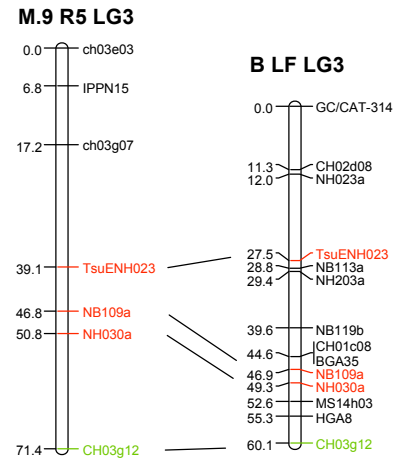 M.9 R5 LG3
0.0 ch03e03
6.8 IPPN15
17.2 ch03g07
39.1 TsuENH023
46.8 NB109a
50.8 NH030a
71.4 CH03g12
B LF LG3
0.0 GC/CAT-314
11.3 CH02d08
12.0 NH023a
27.5 TsuENH023
28.8 NB113a
29.4 NH203a
39.6 NB119b
44.6 CH01c08
BGA35
46.9 NB109a
49.3 NH030a
52.6 MS14h03
55.3 HGA8
60.1 CH03g12